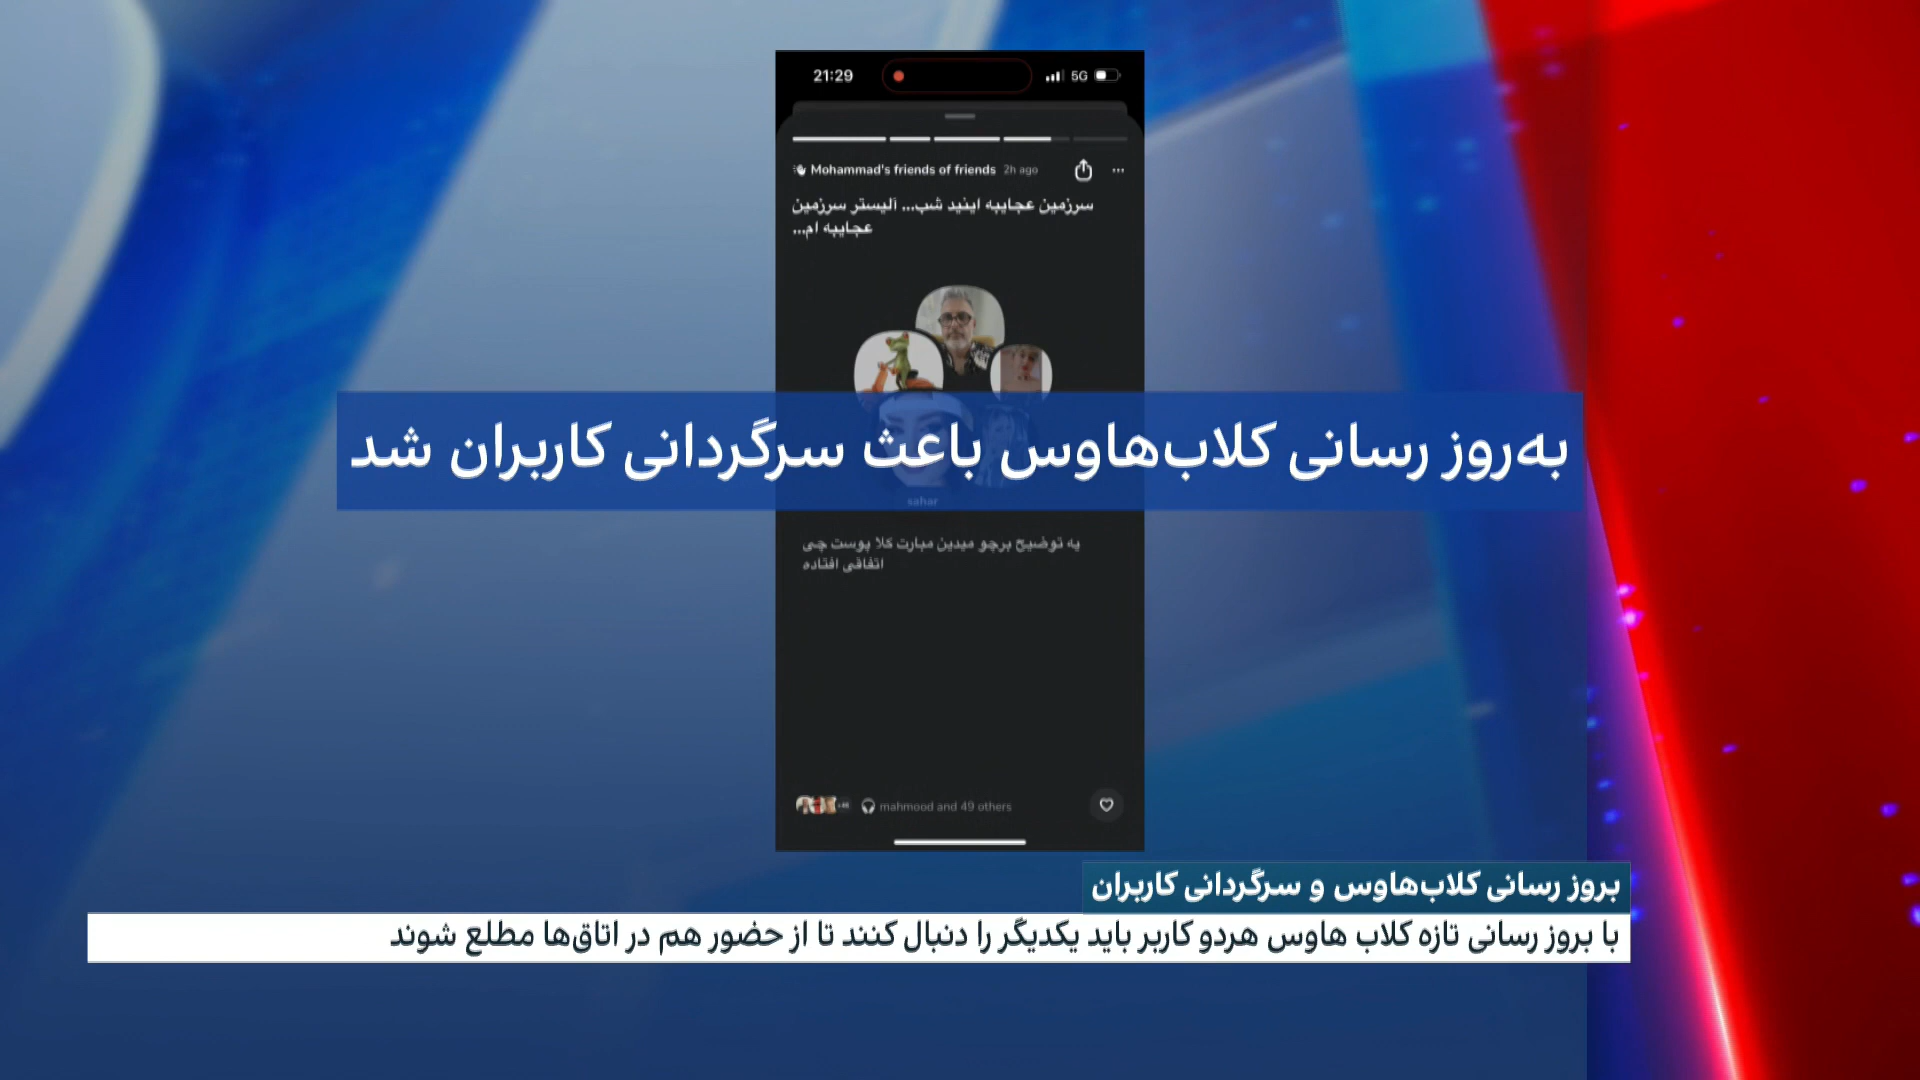 21:29
5G
Mohammad's friends of friends 2h ago
سرزمین عجایبه اینید شب... الیستر سرزمین
عجایبه ام...
به‌روز رسانی کلاب‌هاوس باعث سرگردانی کاربران شد
sahar
یه توضیح برچو میدین مبارت کلا پوست چی
اتفاقی افتاده
mahmood and 49 others
بروز رسانی کلاب‌هاوس و سرگردانی کاربران
با بروز رسانی تازه کلاب هاوس هردو کاربر باید یکدیگر را دنبال کنند تا از حضور هم در اتاق‌ها مطلع شوند